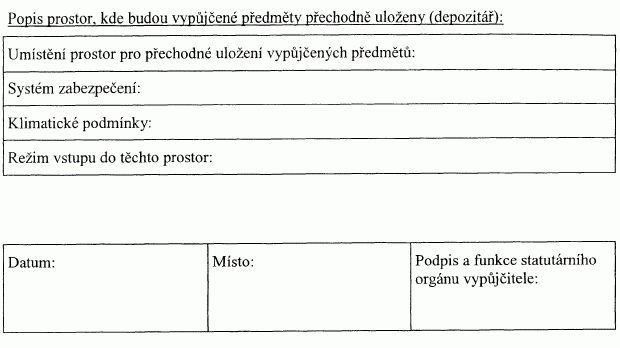 Popis prostor, kde budou vypůjčené předměty přechodně uloženy (depozitář):
Umístění prostor pro přechodné uložení vypůjčených předmětů:
Systém zabezpečení:
Klimatické podmínky:
Režim vstupu do těchto prostor:
Datum:
Místo:
Podpis a funkce statutárního
orgánu vypůjčitele: